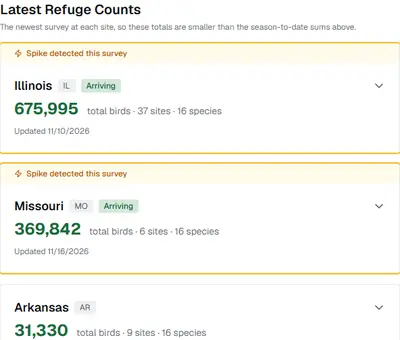 Latest Refuge Counts
The newest survey at each site, so these totals are smaller than the season-to-date sums above.
Spike detected this survey
Illinois IL Arriving
675,995 total birds · 37 sites · 16 species
Updated 11/10/2026
Spike detected this survey
Missouri MO Arriving
369,842 total birds · 6 sites · 16 species
Updated 11/16/2026
Arkansas AR
31,330 total birds · 9 sites · 16 species